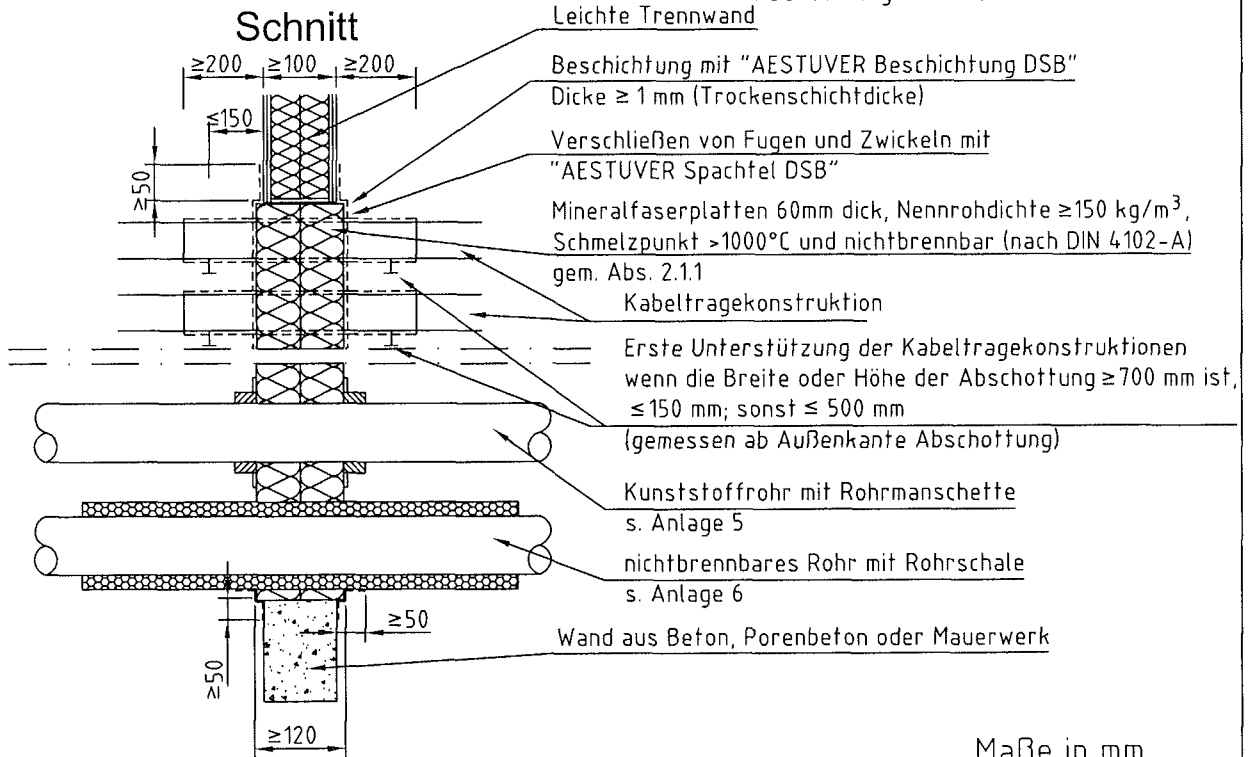 Schnitt
≥200
≥100
≥200
≤150
≥50
Leichte Trennwand
Beschichtung mit "AESTUVER Beschichtung DSB"
Dicke ≥ 1 mm (Trockenschichtdicke)
Verschließen von Fugen und Zwickeln mit
"AESTUVER Spachtel DSB"
Mineralfaserplatten 60mm dick, Nennrohdichte ≥150 kg/m³,
Schmelzpunkt >1000°C und nichtbrennbar (nach DIN 4102-A)
gem. Abs. 2.1.1
Kabeltragekonstruktion
Erste Unterstützung der Kabeltragekonstruktionen
wenn die Breite oder Höhe der Abschottung ≥700 mm ist,
≤150 mm; sonst ≤ 500 mm
(gemessen ab Außenkante Abschottung)
Kunststoffrohr mit Rohrmanschette
s. Anlage 5
nichtbrennbares Rohr mit Rohrschale
s. Anlage 6
≥50
≥50
Wand aus Beton, Porenbeton oder Mauerwerk
≥120
Maße in mm